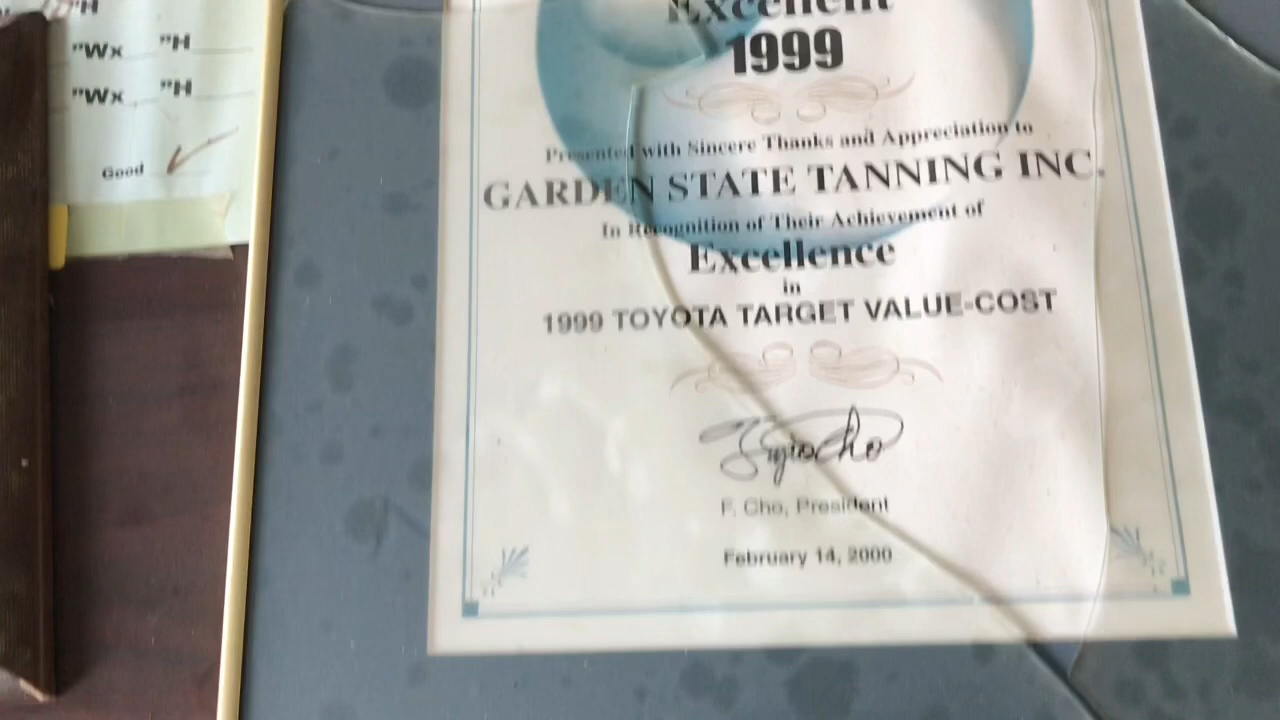 "H
"Wx "H
"Wx "H
Good
Excellent
1999
Presented with Sincere Thanks and Appreciation to
GARDEN STATE TANNING INC.
In Recognition of Their Achievement of
Excellence
in
1999 TOYOTA TARGET VALUE-COST
F. Cho, President
February 14, 2000